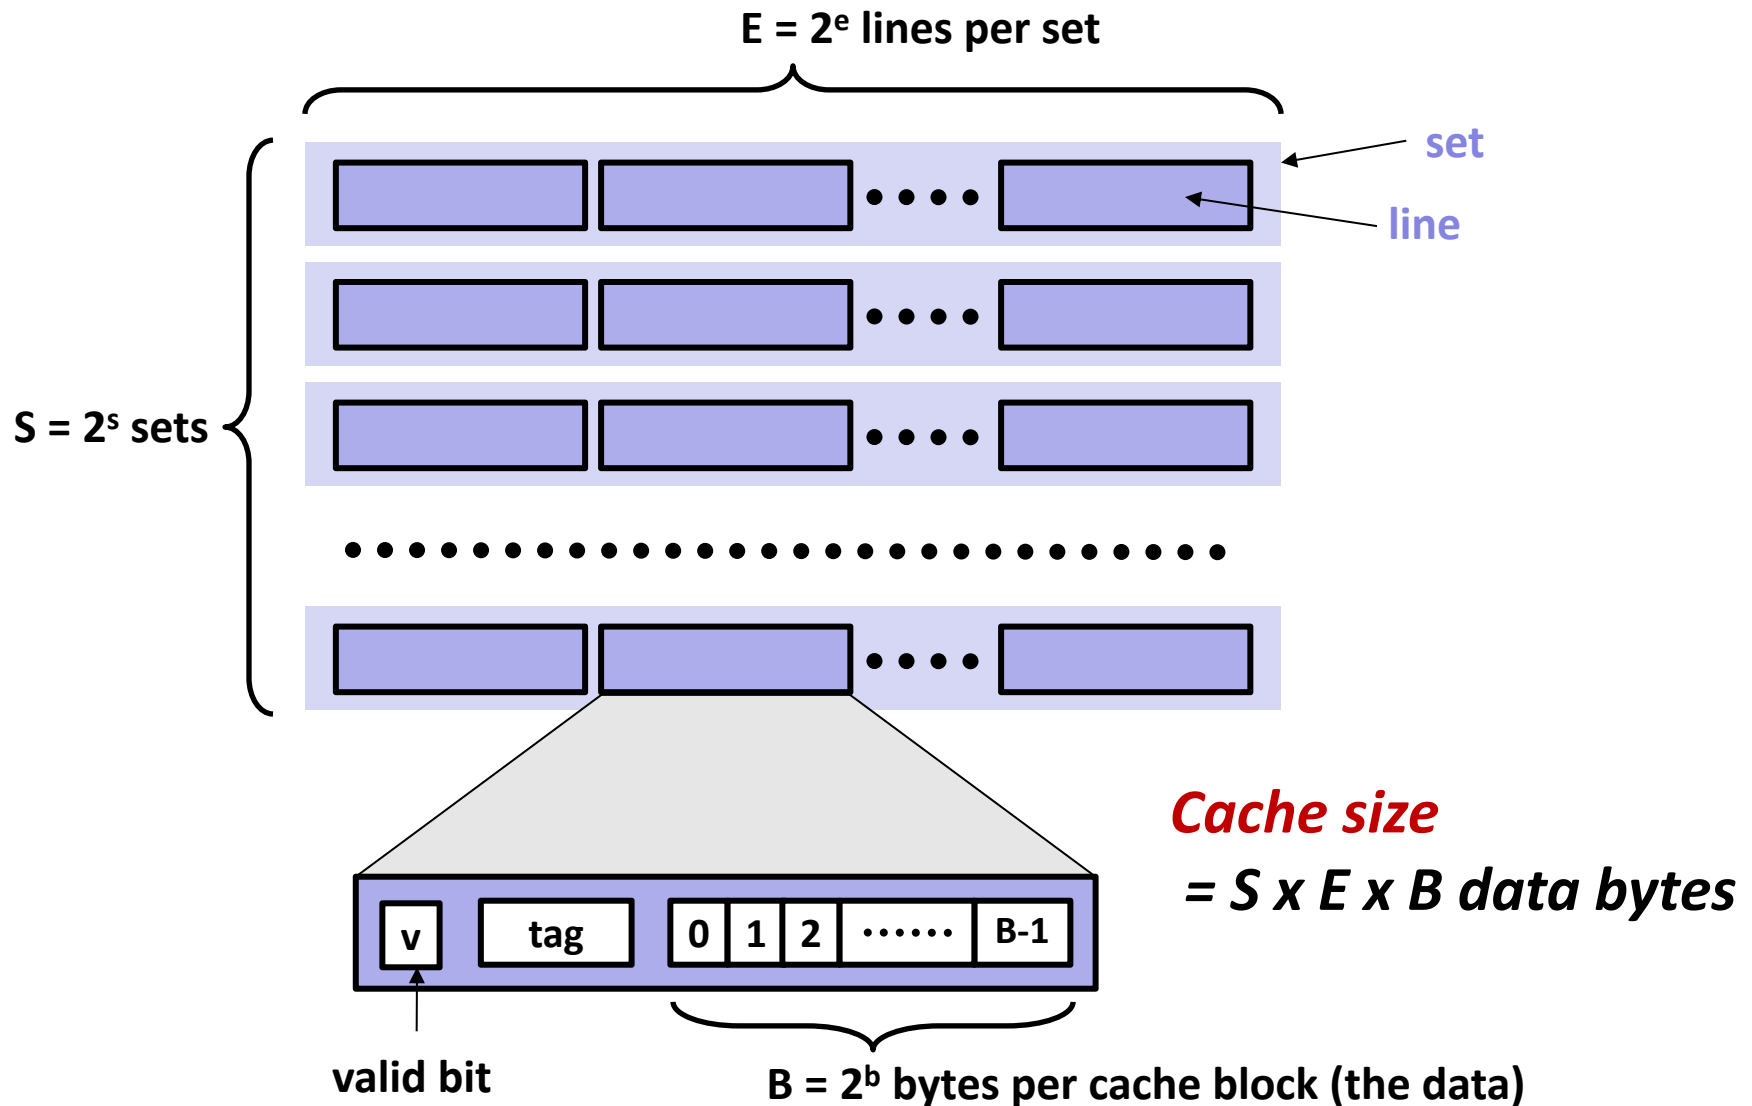 E = 2ᵉ lines per set
set
line
S = 2ˢ sets
Cache size
= S x E x B data bytes
v
tag
0
1
2
B-1
valid bit
B = 2ᵇ bytes per cache block (the data)